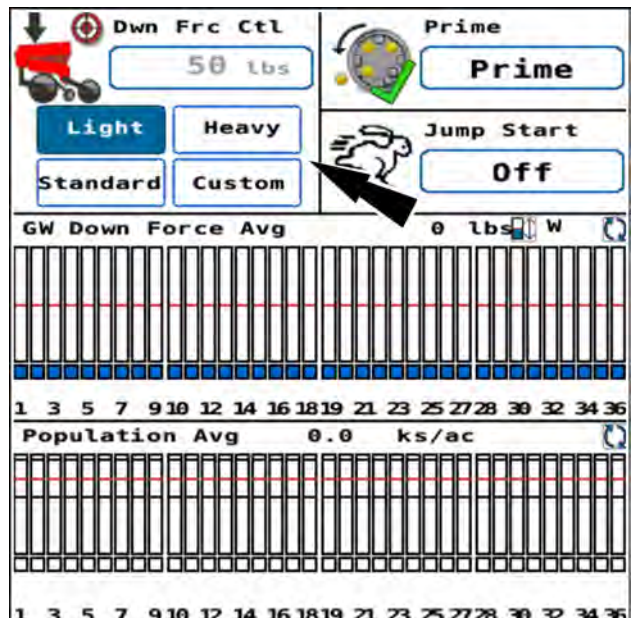 Dwn Frc Ctl
50 lbs
Prime
Prime
Light
Heavy
Standard
Custom
Jump Start
Off
GW Down Force Avg 0 lbs W
1 3 5 7 9 10 12 14 16 18 19 21 23 25 27 28 30 32 34 36
Population Avg 0.0 ks/ac
1 3 5 7 9 10 12 14 16 18 19 21 23 25 27 28 30 32 34 36